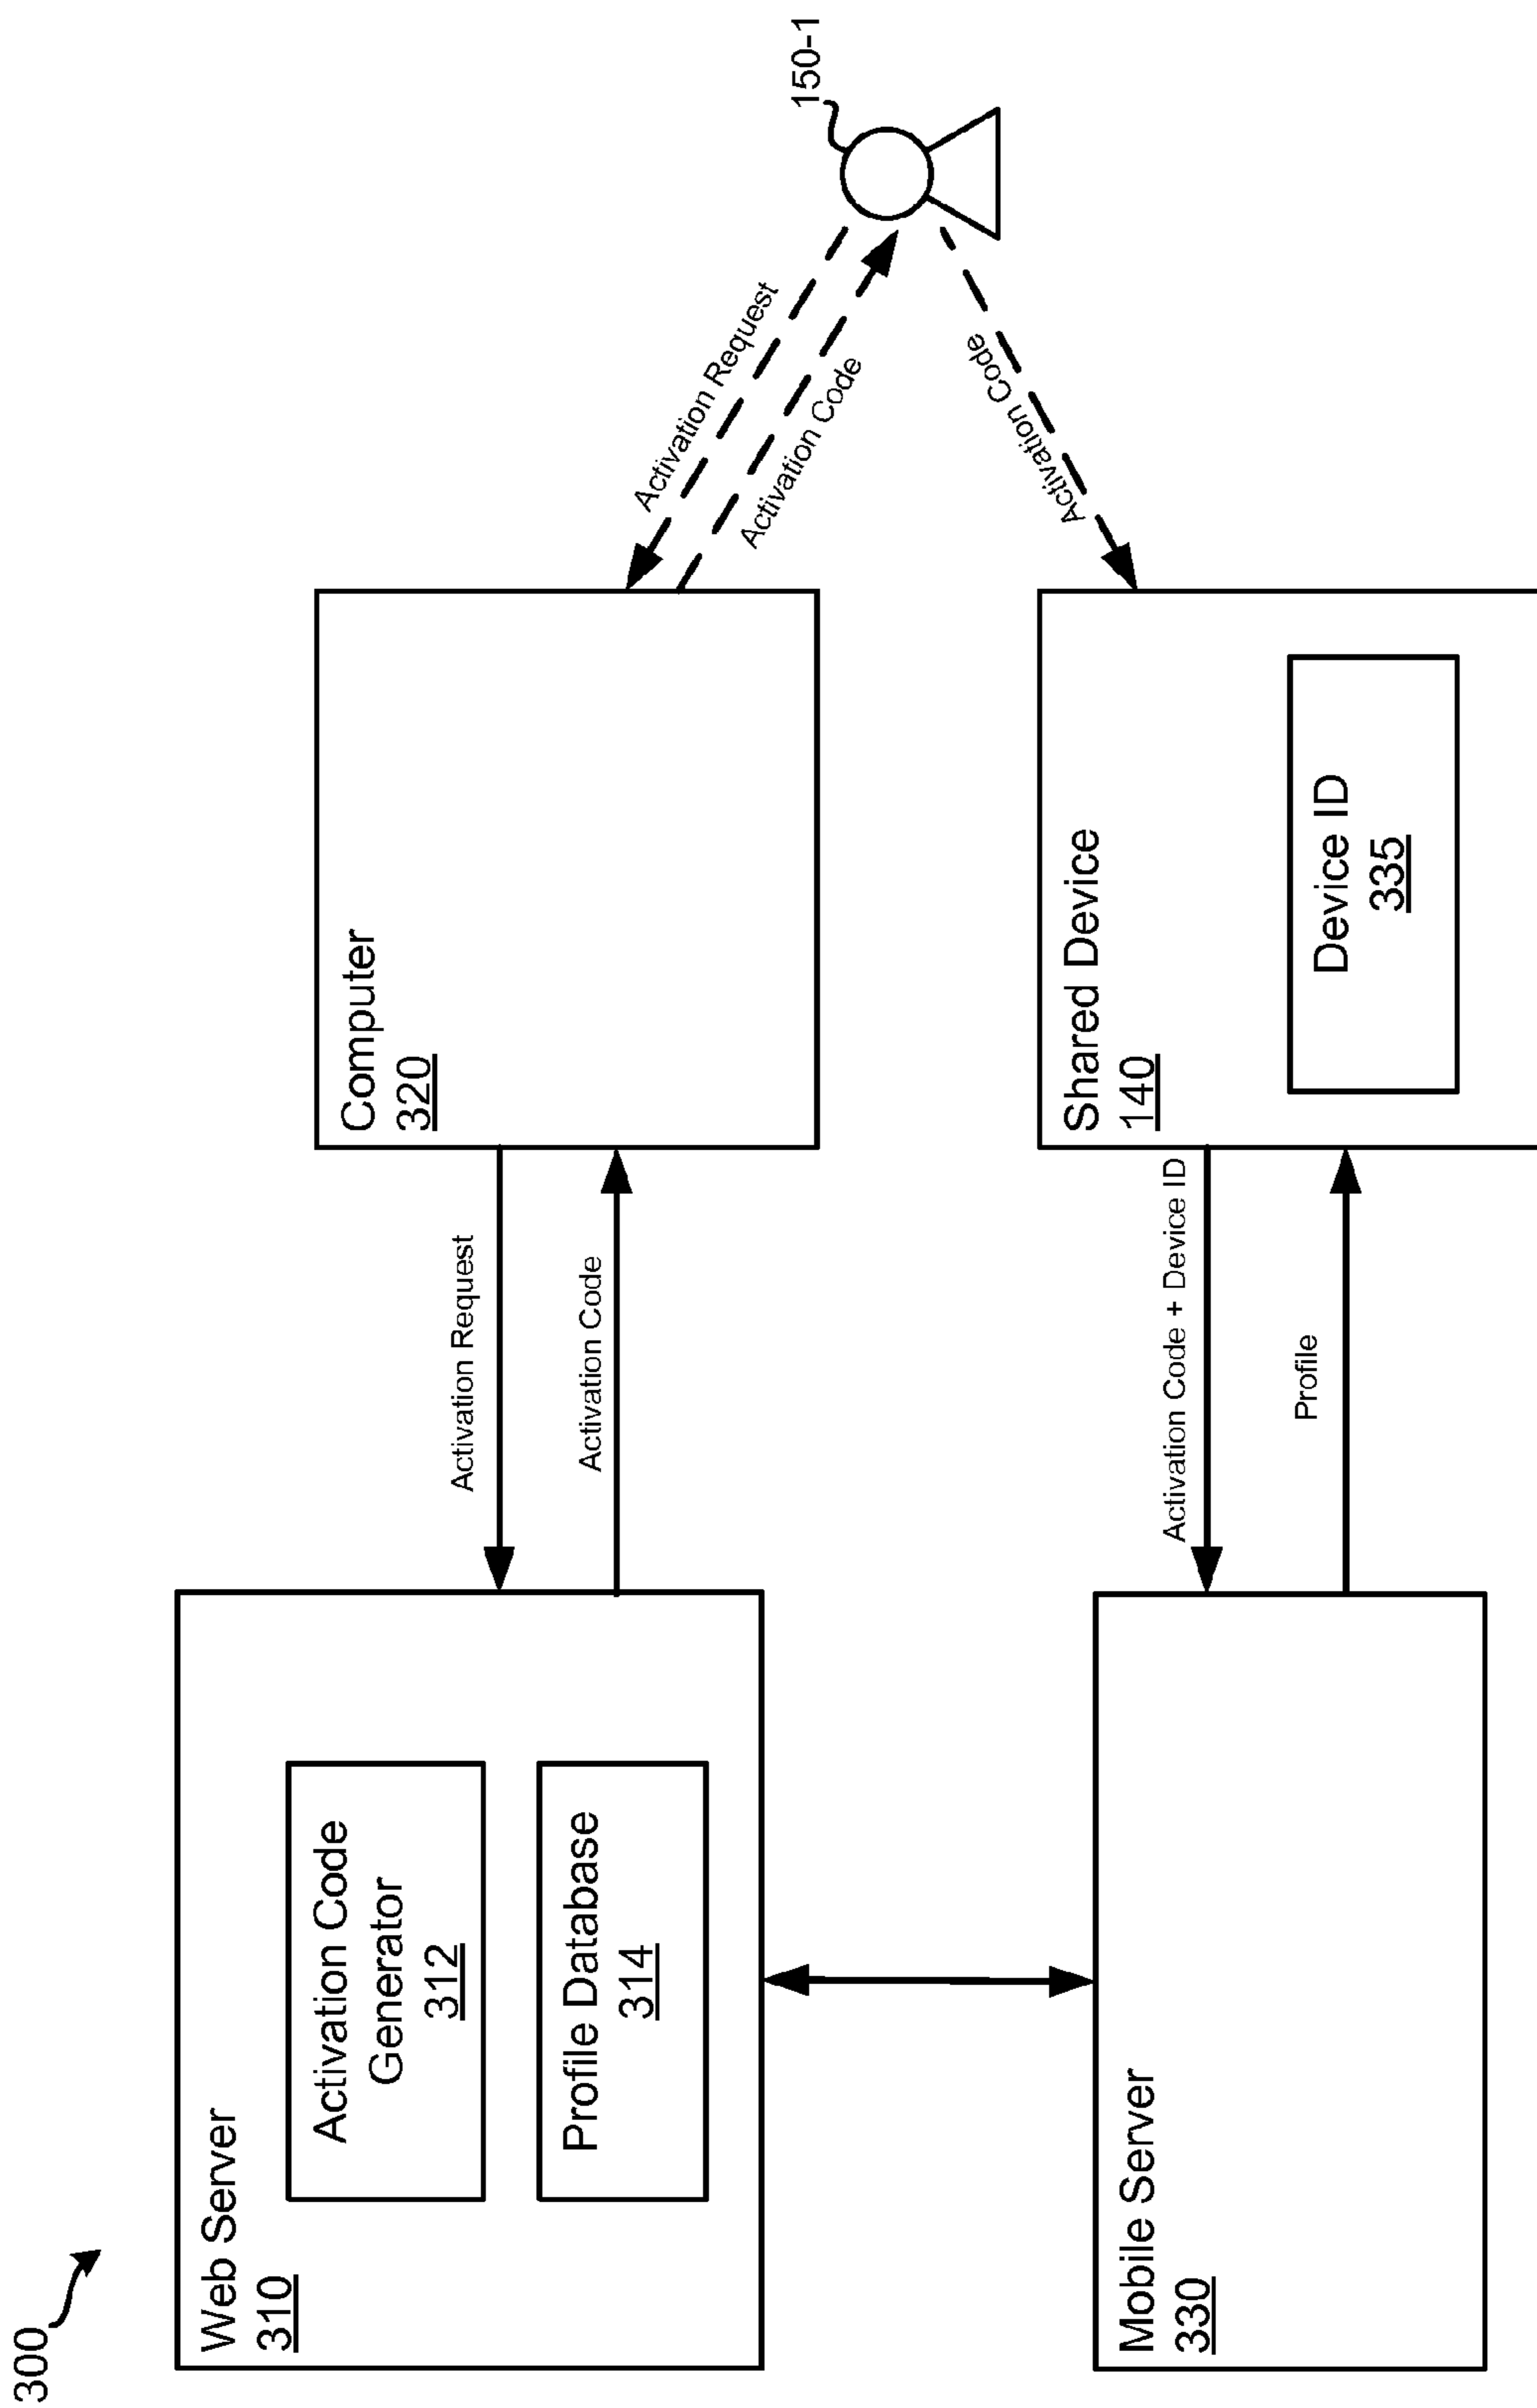 300
Web Server
310
Activation Code
Generator
312
Profile Database
314
Activation Request
Activation Code
Computer
320
Activation Request
Activation Code
150-1
Mobile Server
330
Activation Code + Device ID
Profile
Shared Device
140
Device ID
335
Activation Code